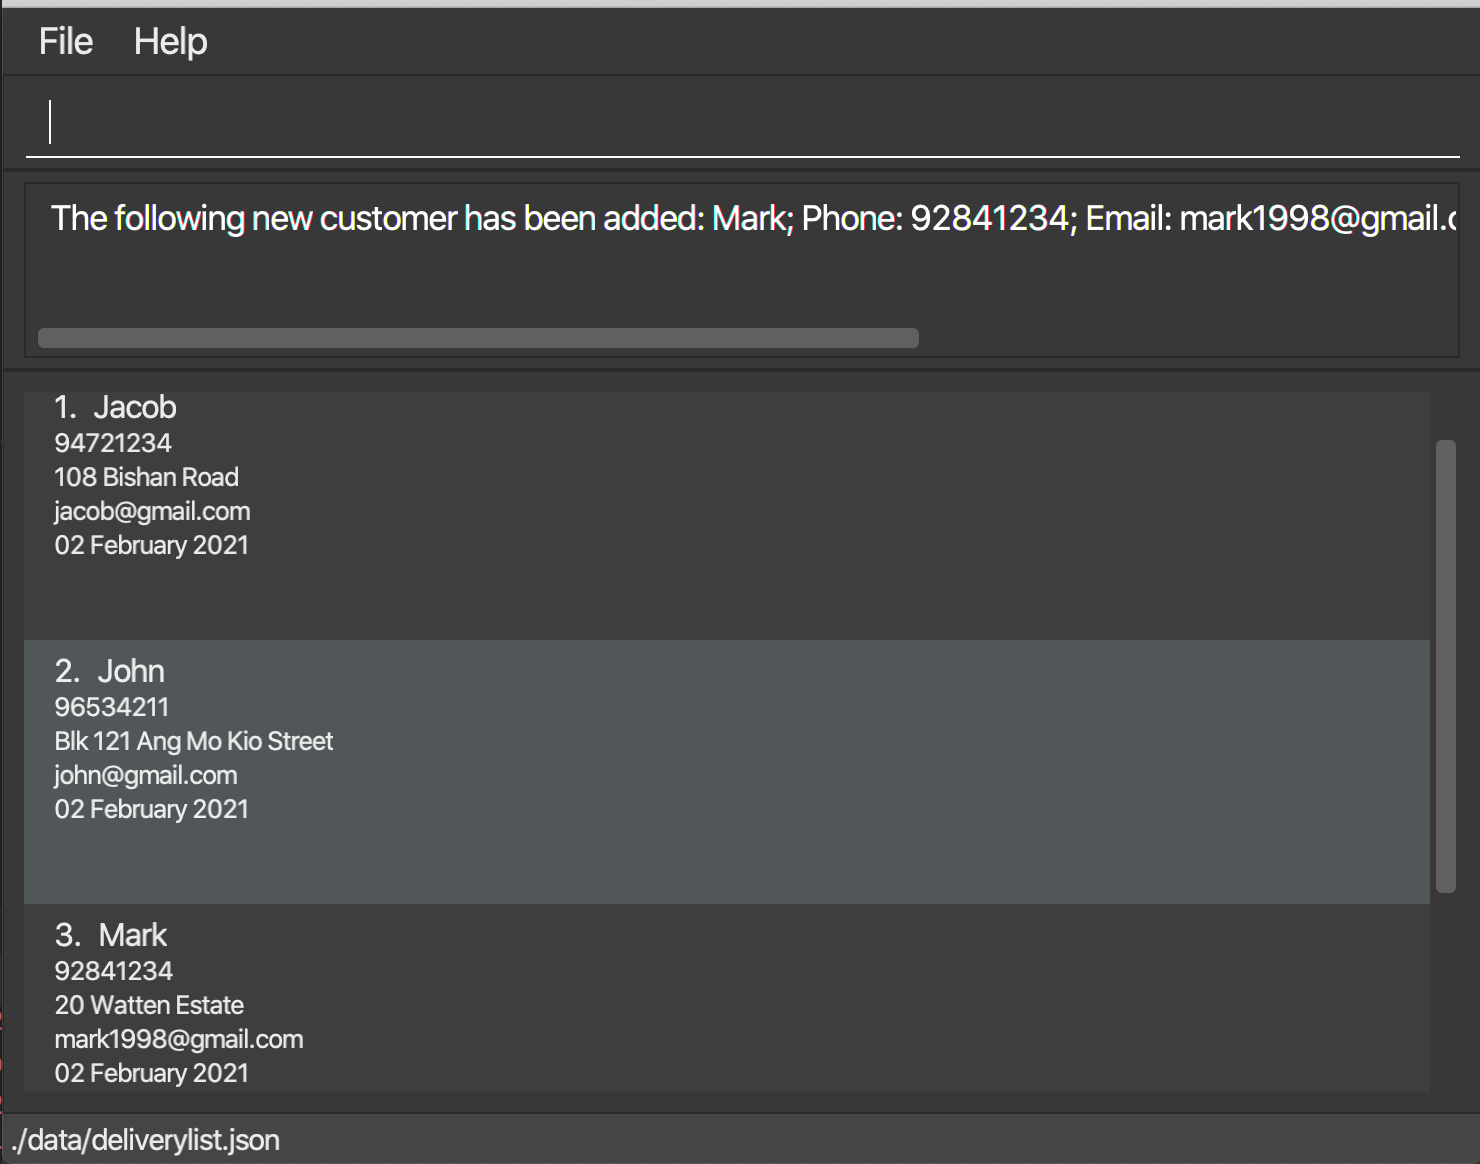 File Help
The following new customer has been added: Mark; Phone: 92841234; Email: mark1998@gmail.c
1. Jacob
94721234
108 Bishan Road
jacob@gmail.com
02 February 2021
2. John
96534211
Blk 121 Ang Mo Kio Street
john@gmail.com
02 February 2021
3. Mark
92841234
20 Watten Estate
mark1998@gmail.com
02 February 2021
./data/deliverylist.json